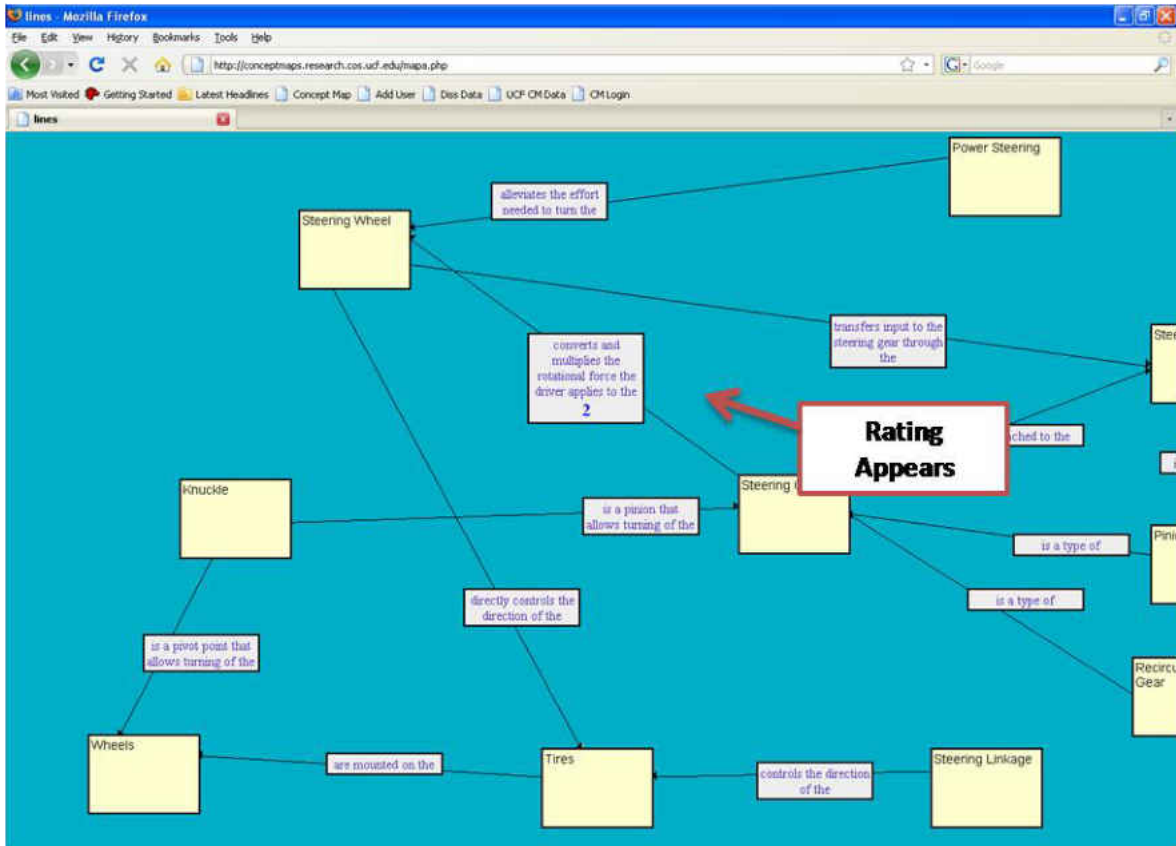 lines - Mozilla Firefox
File Edit View History Bookmarks Tools Help
http://conceptmaps.research.cos.ucf.edu/mapa.php
G Google
Most Visited Getting Started Latest Headlines Concept Map Add User Diss Data UCF CM Data CM Login
lines
Power Steering
alleviates the effort
needed to turn the
Steering Wheel
transfers input to the
steering gear through
the
Stee
converts and
multiplies the
rotational force the
driver applies to the
2
Rating
Appears
ached to the
Steering
Knuckle
is a pinion that
allows turning of the
is a type of
Pini
is a type of
directly controls the
direction of the
is a pivot point that
allows turning of the
Recircu
Gear
Wheels
are mounted on the
Tires
controls the direction
of the
Steering Linkage